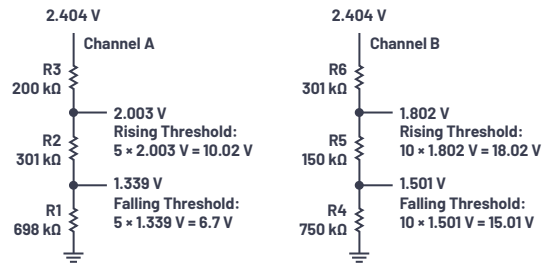 2.404 V
Channel A
R3
200 kΩ
2.003 V
Rising Threshold:
5 × 2.003 V = 10.02 V
R2
301 kΩ
1.339 V
Falling Threshold:
5 × 1.339 V = 6.7 V
R1
698 kΩ
2.404 V
Channel B
R6
301 kΩ
1.802 V
Rising Threshold:
10 × 1.802 V = 18.02 V
R5
150 kΩ
1.501 V
Falling Threshold:
10 × 1.501 V = 15.01 V
R4
750 kΩ